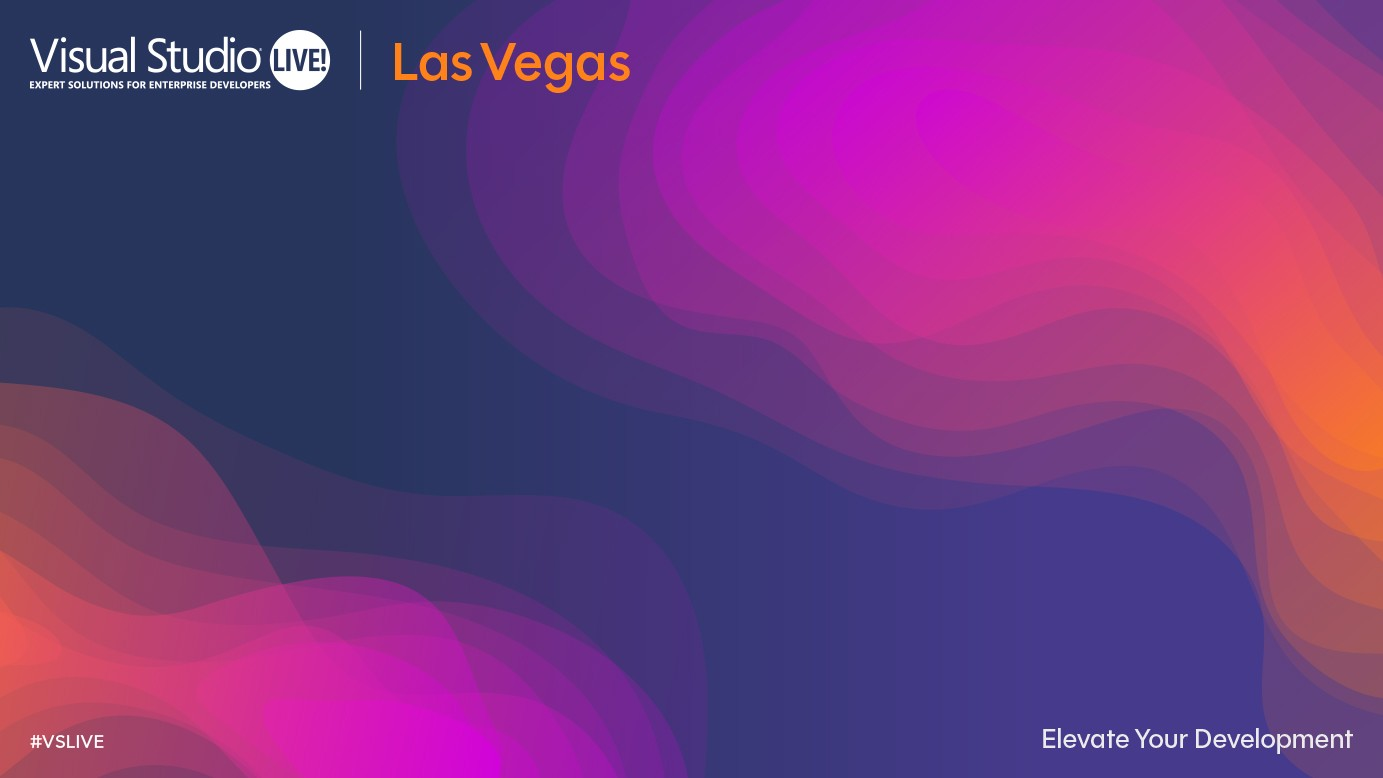 Visual Studio LIVE!
EXPERT SOLUTIONS FOR ENTERPRISE DEVELOPERS
Las Vegas
#VSLIVE
Elevate Your Development